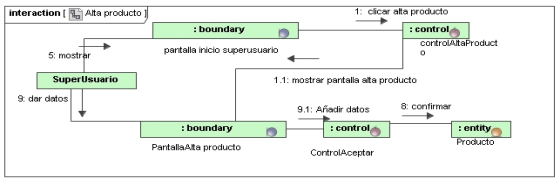 interaction [ Alta producto ]
1: clicar alta producto
: boundary
: control
pantalla inicio superusuario
controlAltaProduct
o
5: mostrar
1.1: mostrar pantalla alta producto
SuperUsuario
9: dar datos
9.1: Añadir datos
8: confirmar
: boundary
: control
: entity
PantallaAlta producto
ControlAceptar
Producto